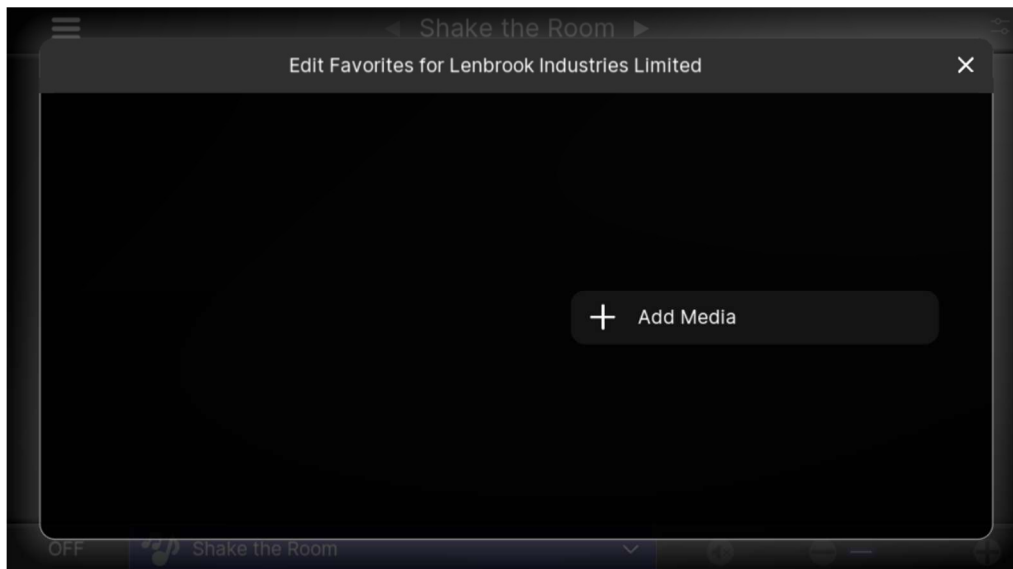 Shake the Room
Edit Favorites for Lenbrook Industries Limited
Add Media
OFF
Shake the Room